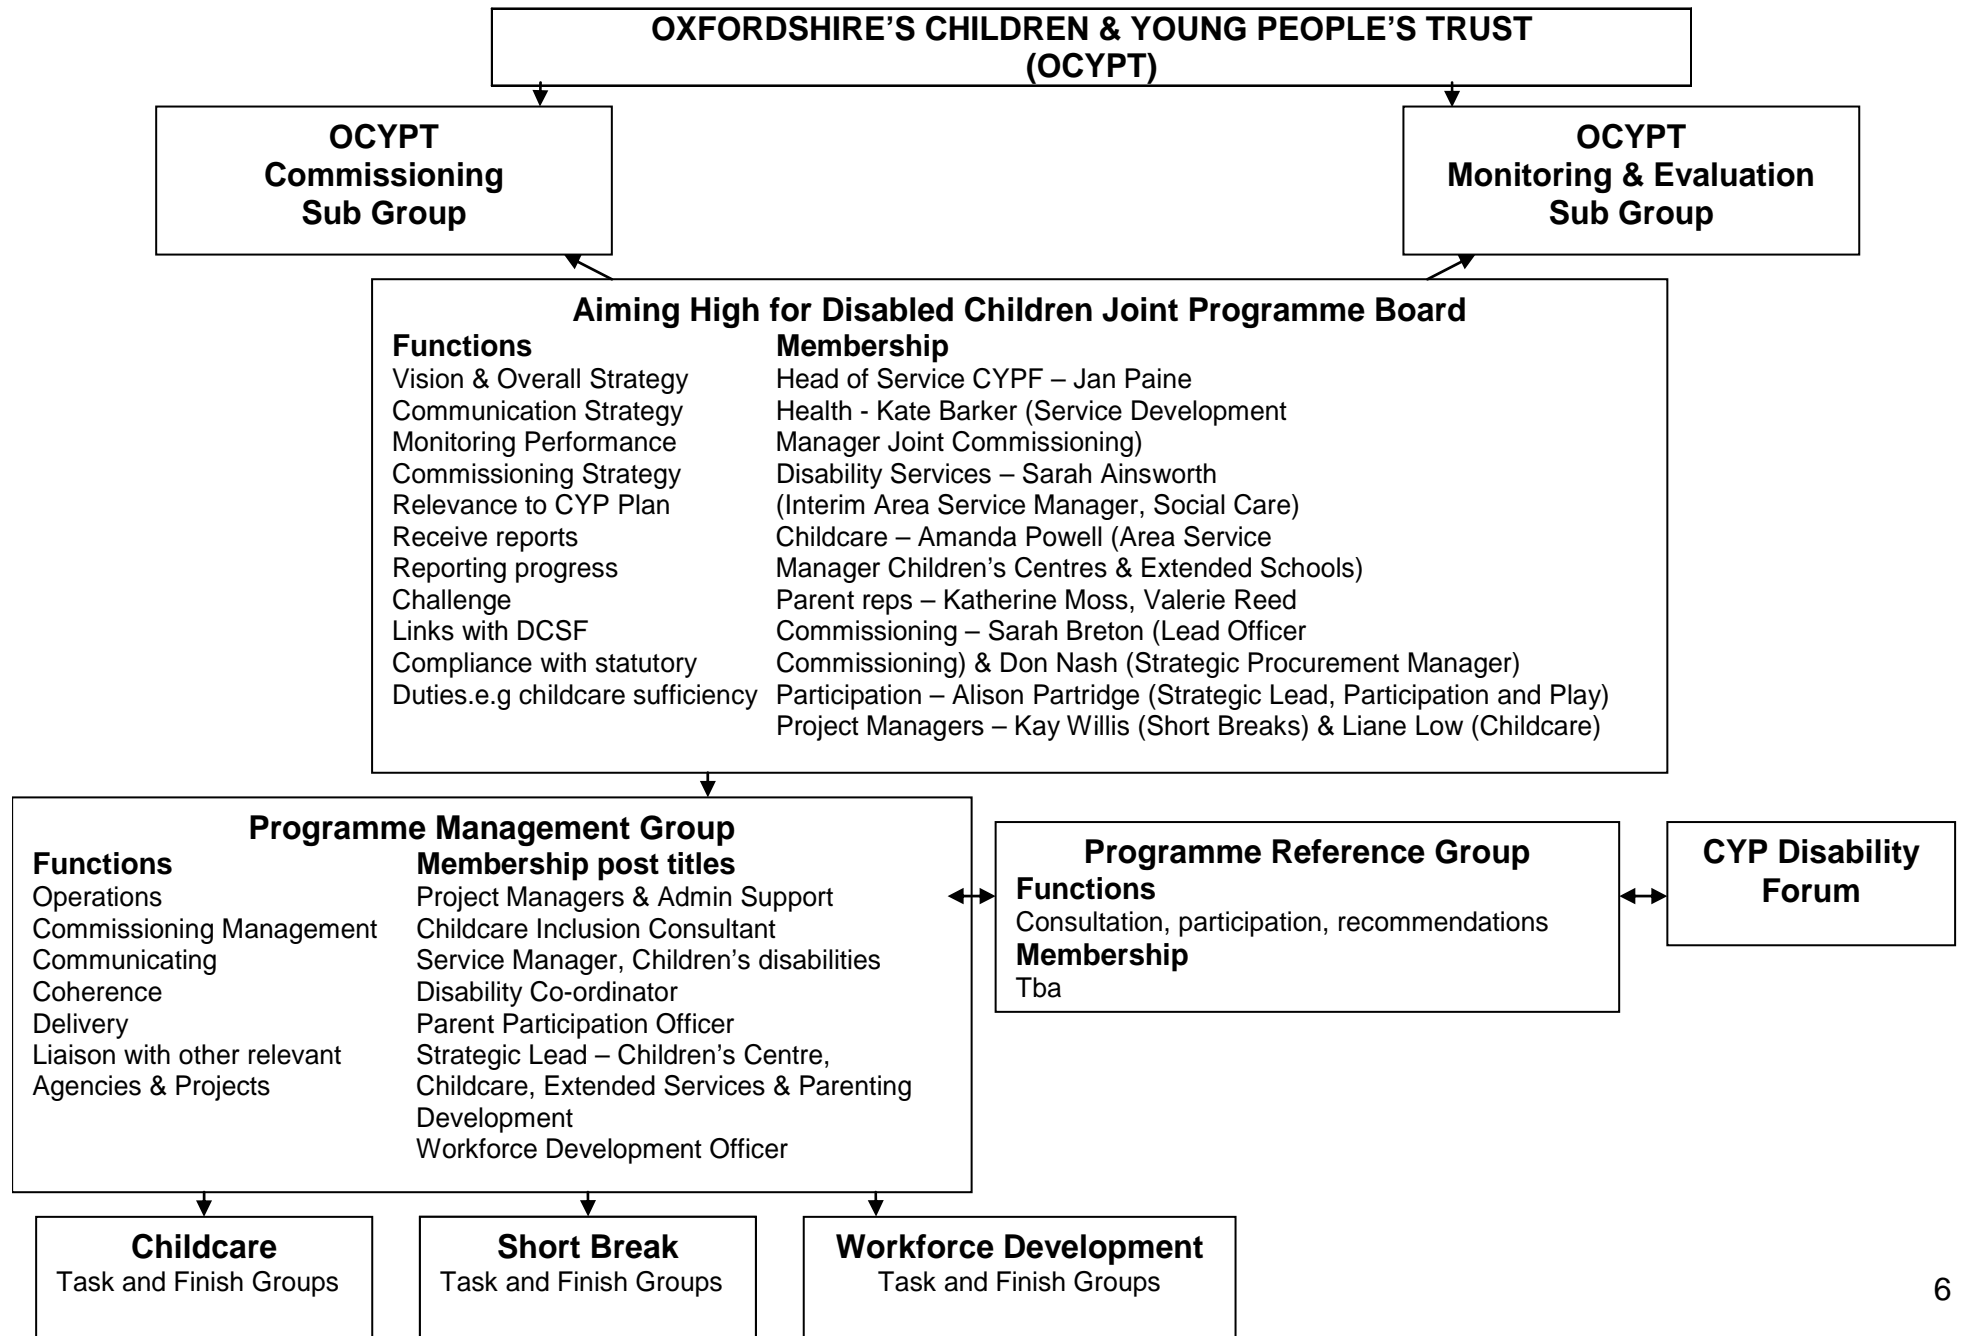 OXFORDSHIRE’S CHILDREN & YOUNG PEOPLE’S TRUST
(OCYPT)
OCYPT
Commissioning
Sub Group
OCYPT
Monitoring & Evaluation
Sub Group
Aiming High for Disabled Children Joint Programme Board
Functions
Vision & Overall Strategy
Communication Strategy
Monitoring Performance
Commissioning Strategy
Relevance to CYP Plan
Receive reports
Reporting progress
Challenge
Links with DCSF
Compliance with statutory
Duties.e.g childcare sufficiency
Membership
Head of Service CYPF – Jan Paine
Health - Kate Barker (Service Development
Manager Joint Commissioning)
Disability Services – Sarah Ainsworth
(Interim Area Service Manager, Social Care)
Childcare – Amanda Powell (Area Service
Manager Children’s Centres & Extended Schools)
Parent reps – Katherine Moss, Valerie Reed
Commissioning – Sarah Breton (Lead Officer
Commissioning) & Don Nash (Strategic Procurement Manager)
Participation – Alison Partridge (Strategic Lead, Participation and Play)
Project Managers – Kay Willis (Short Breaks) & Liane Low (Childcare)
Programme Management Group
Functions
Operations
Commissioning Management
Communicating
Coherence
Delivery
Liaison with other relevant
Agencies & Projects
Membership post titles
Project Managers & Admin Support
Childcare Inclusion Consultant
Service Manager, Children’s disabilities
Disability Co-ordinator
Parent Participation Officer
Strategic Lead – Children’s Centre,
Childcare, Extended Services & Parenting
Development
Workforce Development Officer
Programme Reference Group
Functions
Consultation, participation, recommendations
Membership
Tba
CYP Disability
Forum
Childcare
Task and Finish Groups
Short Break
Task and Finish Groups
Workforce Development
Task and Finish Groups
6